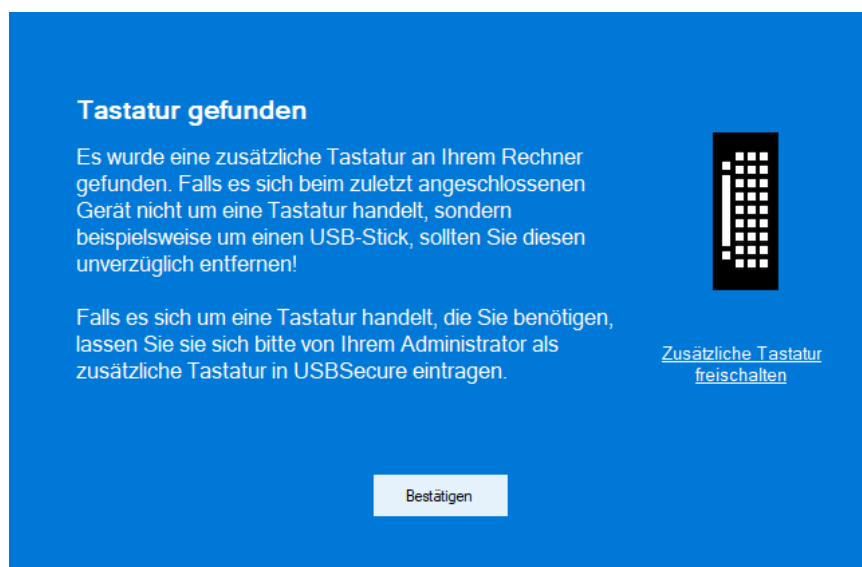 Tastatur gefunden
Es wurde eine zusätzliche Tastatur an Ihrem Rechner
gefunden. Falls es sich beim zuletzt angeschlossenen
Gerät nicht um eine Tastatur handelt, sondern
beispielsweise um einen USB-Stick, sollten Sie diesen
unverzüglich entfernen!
Falls es sich um eine Tastatur handelt, die Sie benötigen,
lassen Sie sie sich bitte von Ihrem Administrator als
zusätzliche Tastatur in USBSecure eintragen.
Zusätzliche Tastatur
freischalten
Bestätigen